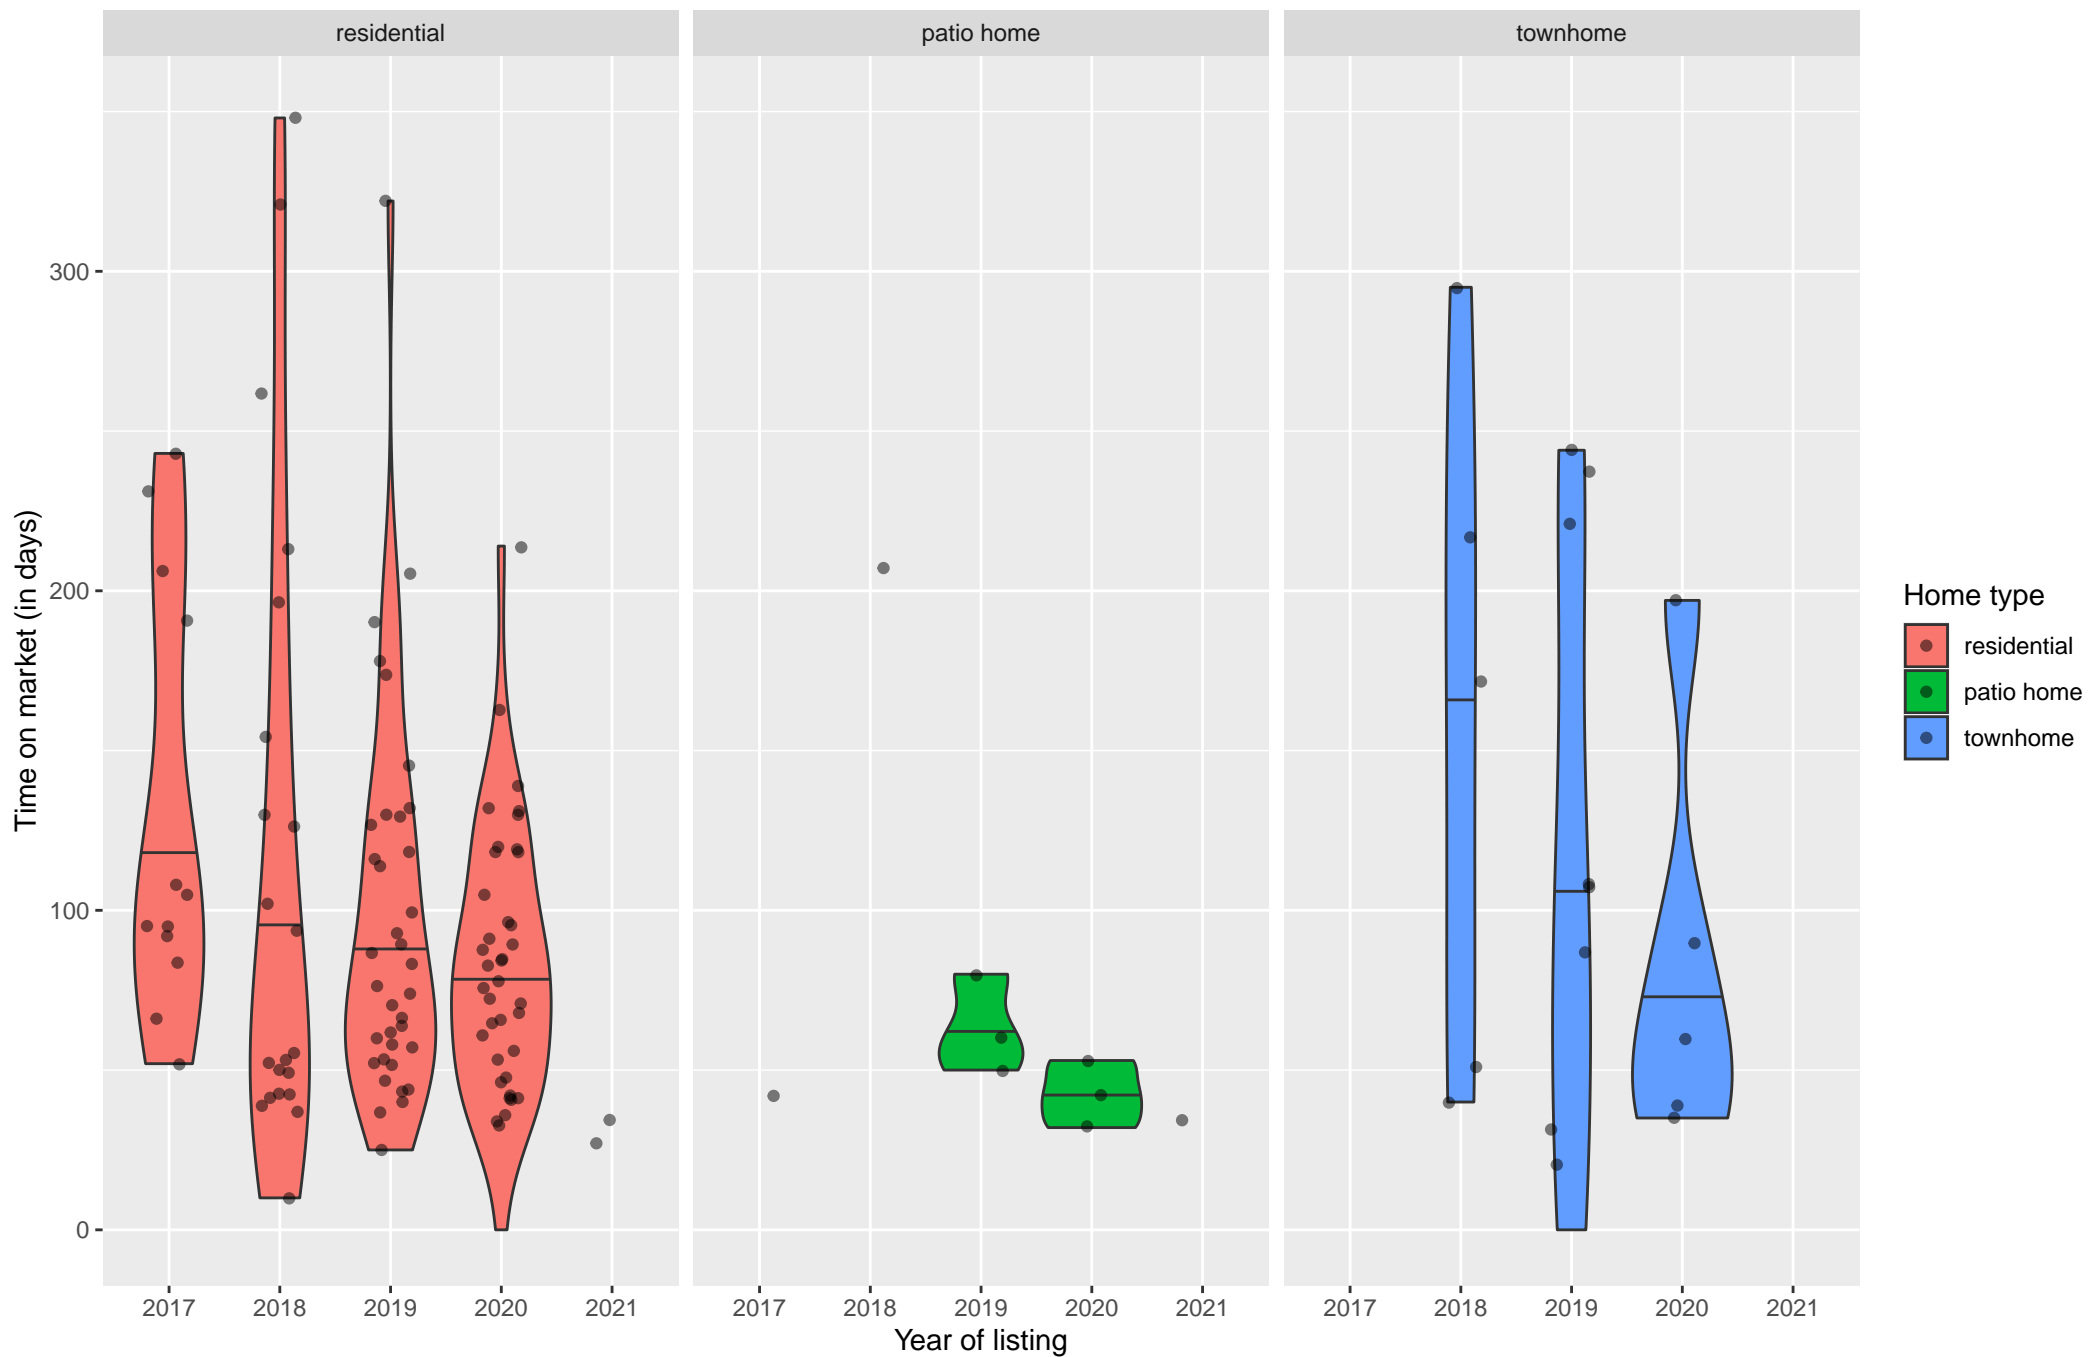 residential patio home townhome
Time on market (in days)
300
200
100
0
2017 2018 2019 2020 2021 2017 2018 2019 2020 2021 2017 2018 2019 2020 2021
Year of listing
Home type
residential
patio home
townhome